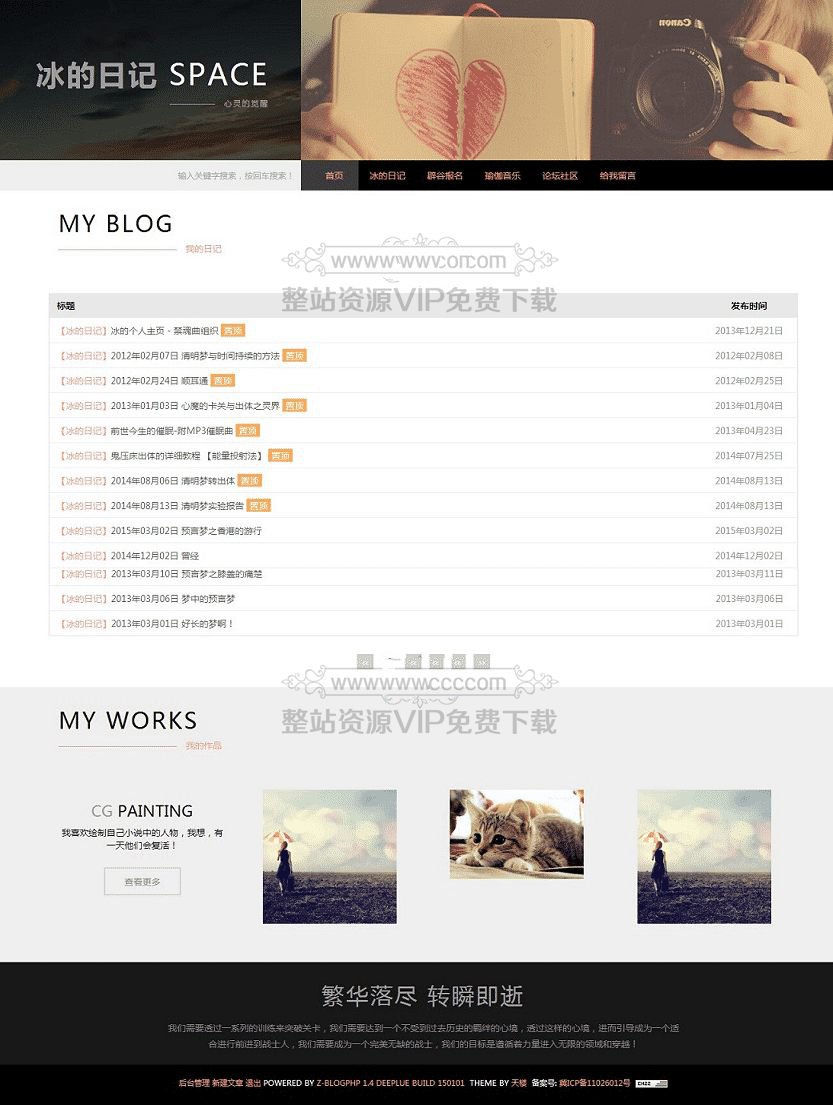 冰的日记 SPACE
心灵的觉醒
Canon
输入关键字搜索，按回车搜索！
首页 冰的日记 辟谷报名 瑜伽音乐 论坛社区 给我留言
MY BLOG
我的日记
整站资源VIP免费下载
标题 发布时间
【冰的日记】 冰的个人主页 - 禁魂曲组织 置顶 2013年12月21日
【冰的日记】 2012年02月07日 清明梦与时间持续的方法 置顶 2012年02月08日
【冰的日记】 2012年02月24日 顺耳通 置顶 2012年02月25日
【冰的日记】 2013年01月03日 心魔的卡关与出体之灵界 置顶 2013年01月04日
【冰的日记】 前世今生的催眠-附MP3催眠曲 置顶 2013年04月23日
【冰的日记】 鬼压床出体的详细教程 【能量投射法】 置顶 2014年07月25日
【冰的日记】 2014年08月06日 清明梦转出体 置顶 2014年08月13日
【冰的日记】 2014年08月13日 清明梦实验报告 置顶 2014年08月13日
【冰的日记】 2015年03月02日 预言梦之香港的游行 2015年03月02日
【冰的日记】 2014年12月02日 曾经 2014年12月02日
【冰的日记】 2013年03月10日 预言梦之膝盖的痛楚 2013年03月11日
【冰的日记】 2013年03月06日 梦中的预言梦 2013年03月06日
【冰的日记】 2013年03月01日 好长的梦啊！ 2013年03月01日
整站资源VIP免费下载
MY WORKS
我的作品
CG PAINTING
我喜欢绘制自己小说中的人物，我想，有
一天他们会复活！
查看更多
繁华落尽 转瞬即逝
我们需要透过一系列的训练来突破关卡，我们需要达到一个不受到过去历史的羁绊的心境，透过这样的心境，进而引导成为一个适
合进行前进到战士人，我们需要成为一个完美无缺的战士，我们的目标是遵循着力量进入无限的领域和穿越！
后台管理 新建文章 退出 POWERED BY Z-BLOGPHP 1.4 DEEPLUE BUILD 150101 THEME BY 天楼 备案号: 冀ICP备11026012号 CNZZ